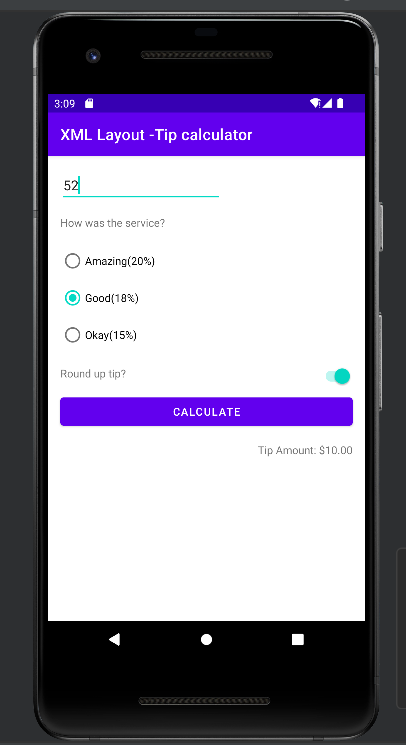 3:09
XML Layout -Tip calculator
52
How was the service?
Amazing(20%)
Good(18%)
Okay(15%)
Round up tip?
CALCULATE
Tip Amount: $10.00